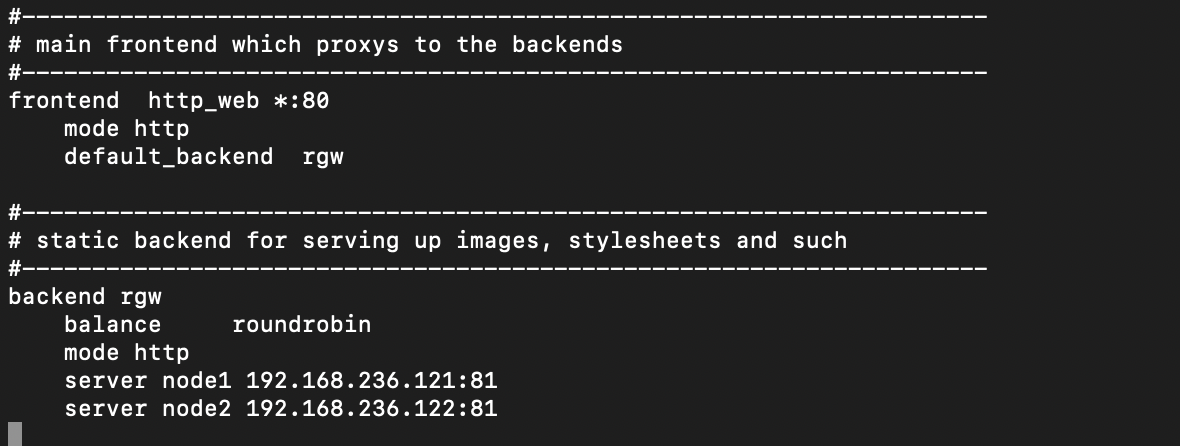 #---------------------------------------------------------------------
# main frontend which proxys to the backends
#---------------------------------------------------------------------
frontend  http_web *:80
    mode http
    default_backend  rgw

#---------------------------------------------------------------------
# static backend for serving up images, stylesheets and such
#---------------------------------------------------------------------
backend rgw
    balance     roundrobin
    mode http
    server node1 192.168.236.121:81
    server node2 192.168.236.122:81